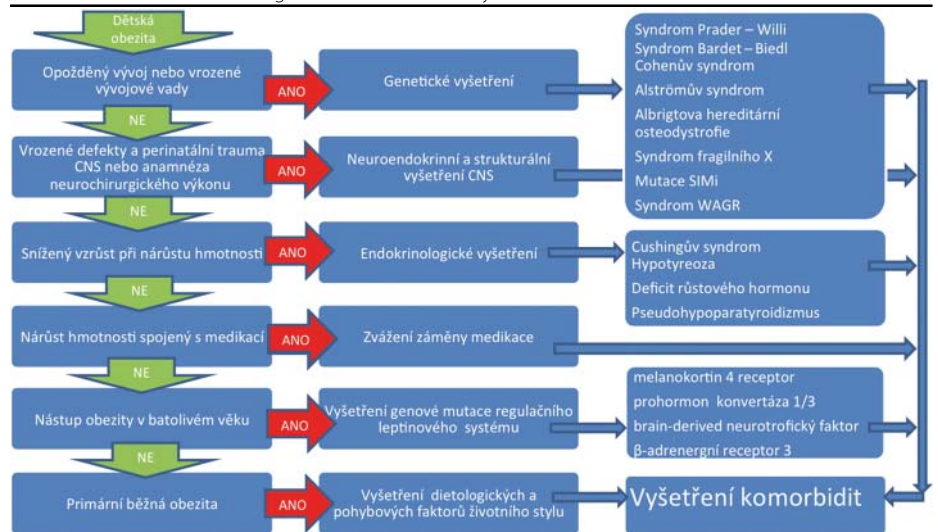 Dětská
obezita
Opožděný vývoj nebo vrozené
vývojové vady
ANO
Genetické vyšetření
Syndrom Prader – Willi
Syndrom Bardet – Biedl
Cohenův syndrom
Alströmův syndrom
Albrigtova hereditární
osteodystrofie
Syndrom fragilního X
Mutace SIMi
Syndrom WAGR
NE
Vrozené defekty a perinatální trauma
CNS nebo anamnéza
neurochirurgického výkonu
ANO
Neuroendokrinní a strukturální
vyšetření CNS
NE
Snížený vzrůst při nárůstu hmotnosti
ANO
Endokrinologické vyšetření
Cushingův syndrom
Hypotyreoza
Deficit růstového hormonu
Pseudohypoparatyroidizmus
NE
Nárůst hmotnosti spojený s medikací
ANO
Zvážení záměny medikace
NE
Nástup obezity v batolivém věku
ANO
Vyšetření genové mutace regulačního
leptinového systému
melanokortin 4 receptor
prohormon konvertáza 1/3
brain-derived neurotrofický faktor
β-adrenergní receptor 3
NE
Primární běžná obezita
ANO
Vyšetření dietologických a
pohybových faktorů životního stylu
Vyšetření komorbidit